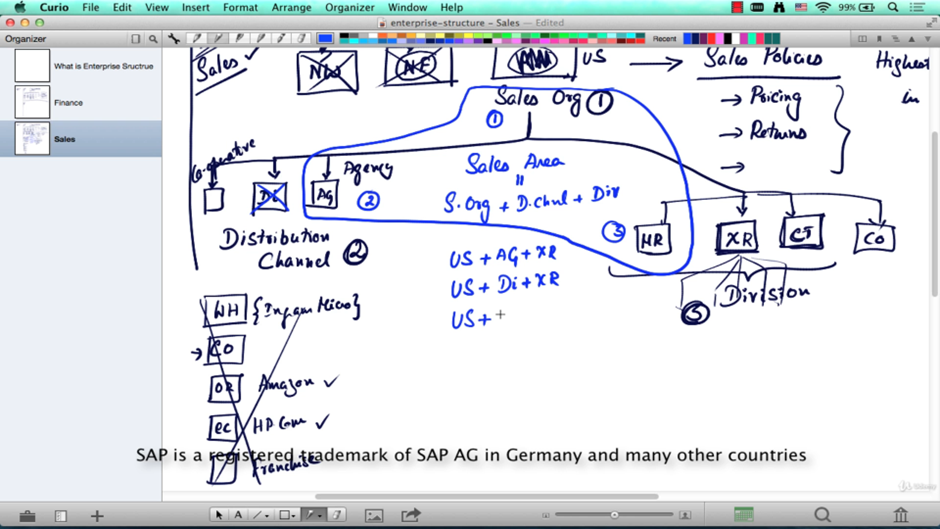 Curio File Edit View Insert Format Arrange Organizer Window Help 99%
enterprise-structure – Sales — Edited
Organizer
Recent
What is Enterprise Sructrue
Finance
Sales
Sales ✓
NW
NE
US
Sales Policies
Highest
in
→ Pricing
→ Returns
→
Sales Org ①
①
Co-operative
Agency
Di
AG
②
Sales Area
=
S.Org + D.Chnl + Div
③
MR
XR
CT
CO
Distribution
Channel ②
US + AG + XR
US + Di + XR
US +
Division
③
WH {Ingam Micro}
→ CO
OR Amazon ✓
ec HP Com ✓
Franchise
SAP is a registered trademark of SAP AG in Germany and many other countries
Udemy